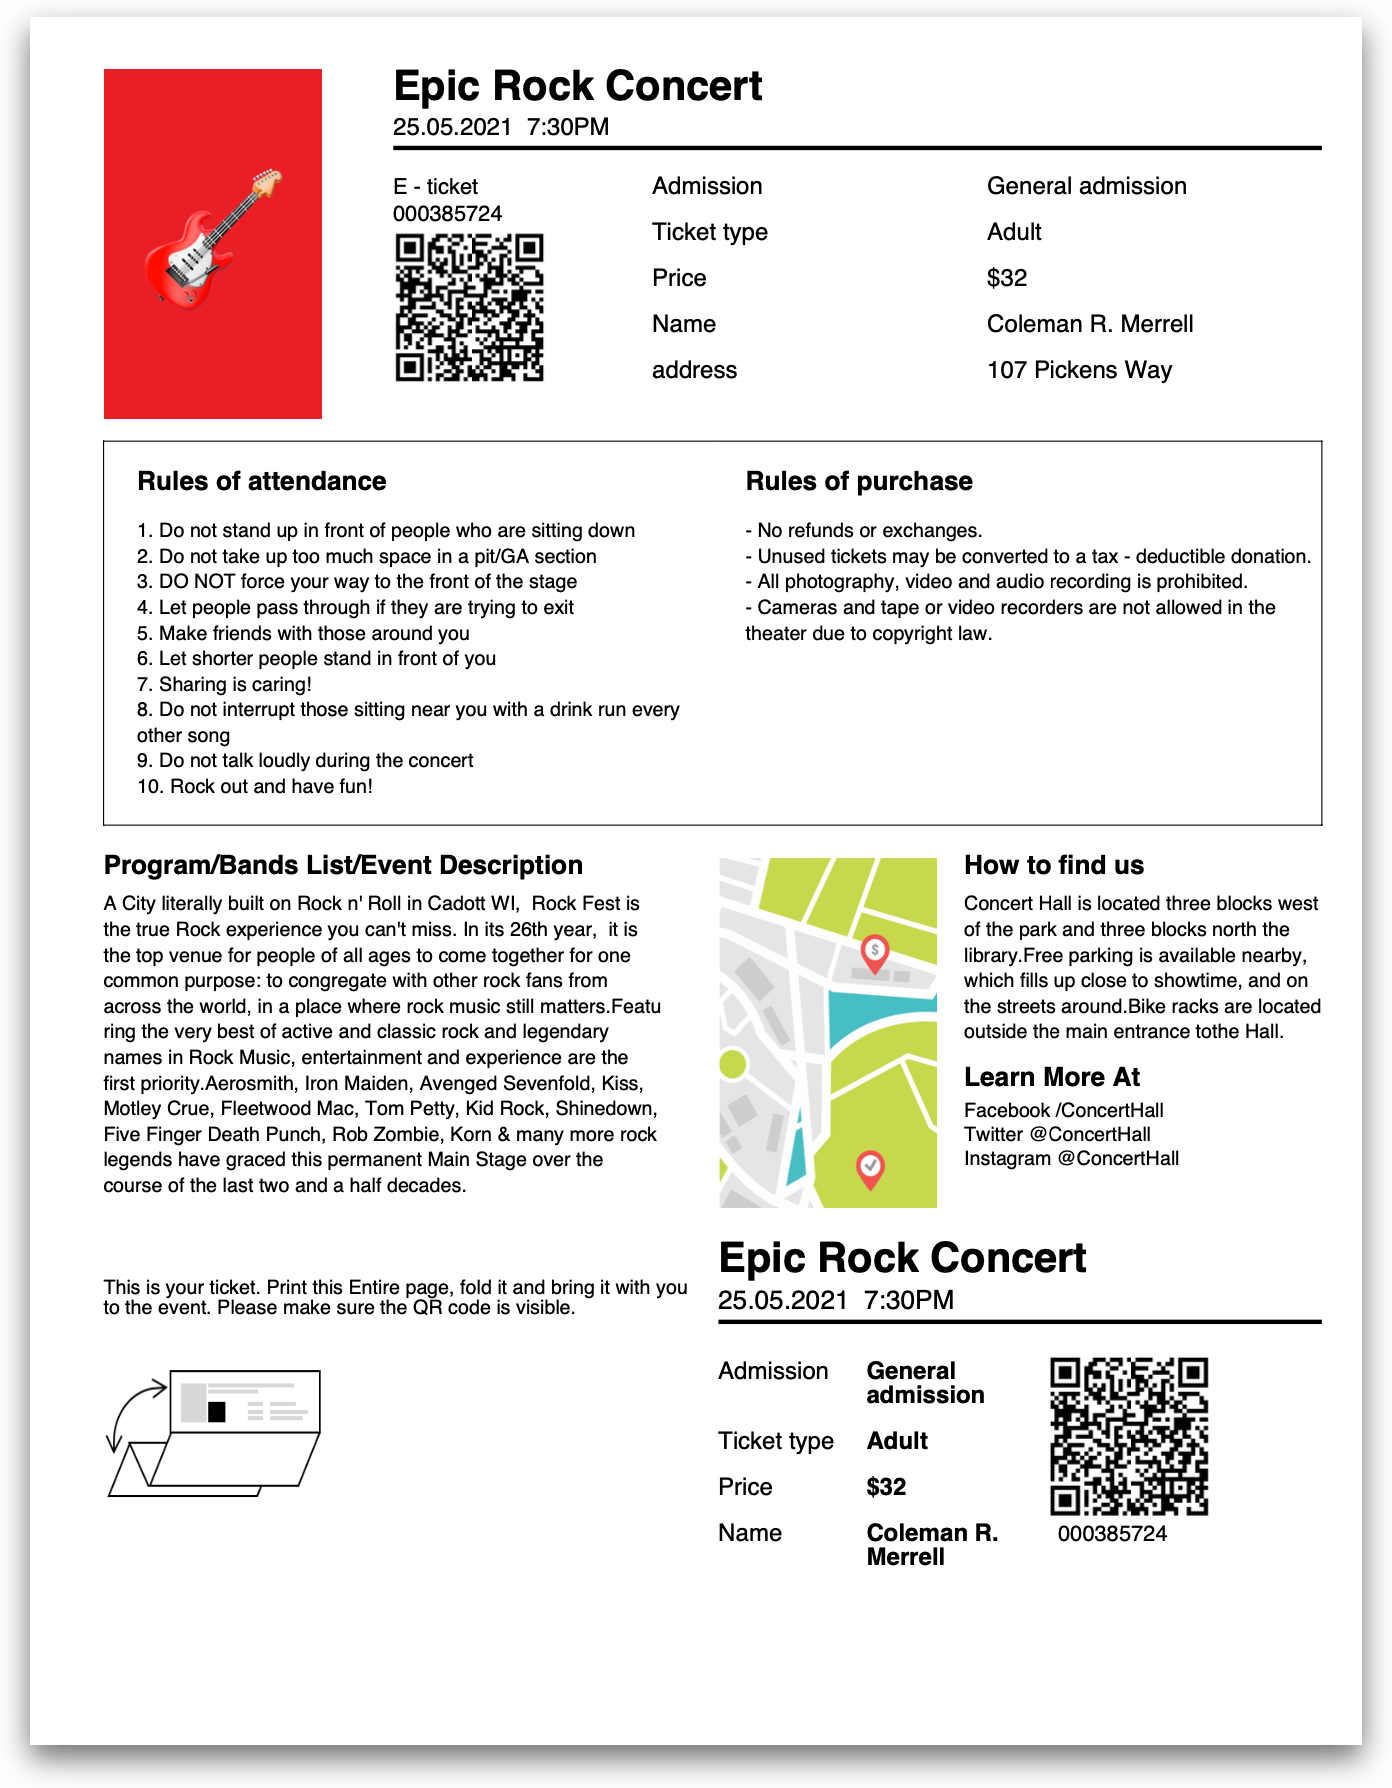 Epic Rock Concert
25.05.2021  7:30PM
E - ticket
000385724
Admission
General admission
Ticket type
Adult
Price
$32
Name
Coleman R. Merrell
address
107 Pickens Way
Rules of attendance
1. Do not stand up in front of people who are sitting down
2. Do not take up too much space in a pit/GA section
3. DO NOT force your way to the front of the stage
4. Let people pass through if they are trying to exit
5. Make friends with those around you
6. Let shorter people stand in front of you
7. Sharing is caring!
8. Do not interrupt those sitting near you with a drink run every
other song
9. Do not talk loudly during the concert
10. Rock out and have fun!
Rules of purchase
- No refunds or exchanges.
- Unused tickets may be converted to a tax - deductible donation.
- All photography, video and audio recording is prohibited.
- Cameras and tape or video recorders are not allowed in the
theater due to copyright law.
Program/Bands List/Event Description
A City literally built on Rock n' Roll in Cadott WI,  Rock Fest is
the true Rock experience you can't miss. In its 26th year,  it is
the top venue for people of all ages to come together for one
common purpose: to congregate with other rock fans from
across the world, in a place where rock music still matters.Featu
ring the very best of active and classic rock and legendary
names in Rock Music, entertainment and experience are the
first priority.Aerosmith, Iron Maiden, Avenged Sevenfold, Kiss,
Motley Crue, Fleetwood Mac, Tom Petty, Kid Rock, Shinedown,
Five Finger Death Punch, Rob Zombie, Korn & many more rock
legends have graced this permanent Main Stage over the
course of the last two and a half decades.
$
How to find us
Concert Hall is located three blocks west
of the park and three blocks north the
library.Free parking is available nearby,
which fills up close to showtime, and on
the streets around.Bike racks are located
outside the main entrance tothe Hall.
Learn More At
Facebook /ConcertHall
Twitter @ConcertHall
Instagram @ConcertHall
This is your ticket. Print this Entire page, fold it and bring it with you
to the event. Please make sure the QR code is visible.
Epic Rock Concert
25.05.2021  7:30PM
Admission
General
admission
Ticket type
Adult
Price
$32
Name
Coleman R.
Merrell
000385724